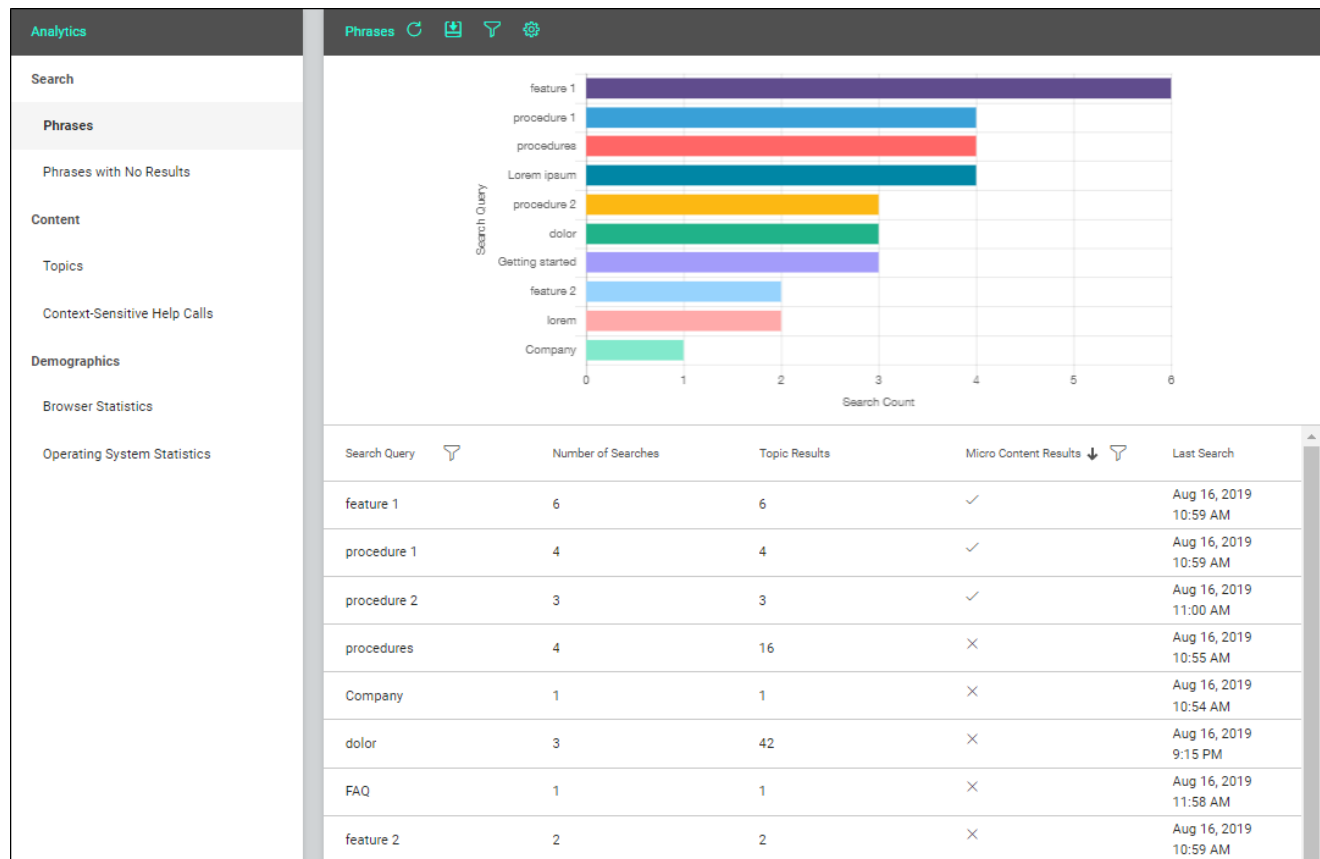 Analytics
Search
Phrases
Phrases with No Results
Content
Topics
Context-Sensitive Help Calls
Demographics
Browser Statistics
Operating System Statistics
Phrases
feature 1
procedure 1
procedures
Lorem ipsum
procedure 2
dolor
Getting started
feature 2
lorem
Company
Search Query
0 1 2 3 4 5 6
Search Count
Search Query Number of Searches Topic Results Micro Content Results Last Search
feature 1 6 6 Aug 16, 2019
10:59 AM
procedure 1 4 4 Aug 16, 2019
10:59 AM
procedure 2 3 3 Aug 16, 2019
11:00 AM
procedures 4 16 Aug 16, 2019
10:55 AM
Company 1 1 Aug 16, 2019
10:54 AM
dolor 3 42 Aug 16, 2019
9:15 PM
FAQ 1 1 Aug 16, 2019
11:58 AM
feature 2 2 2 Aug 16, 2019
10:59 AM